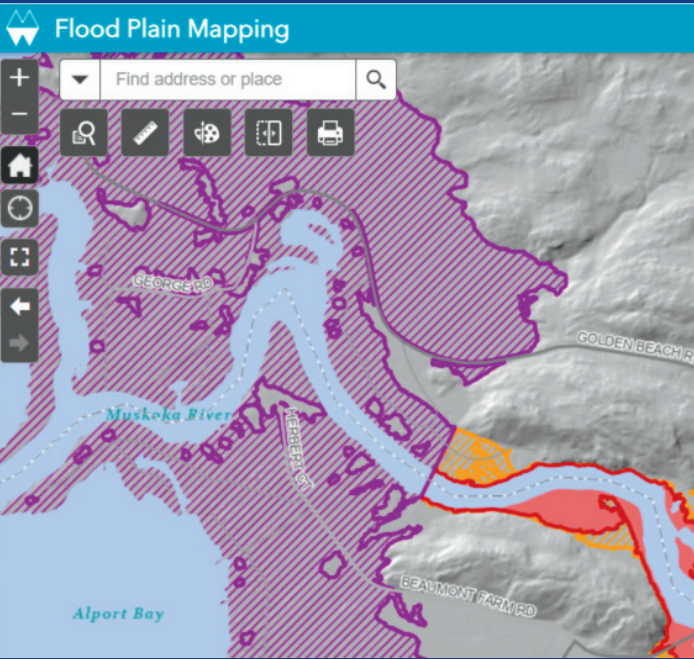 Flood Plain Mapping
Find address or place
GEORGE RD
GOLDEN BEACH R
Muskoka River
HERBERT CT
BEAUMONT FARM RD
Alport Bay